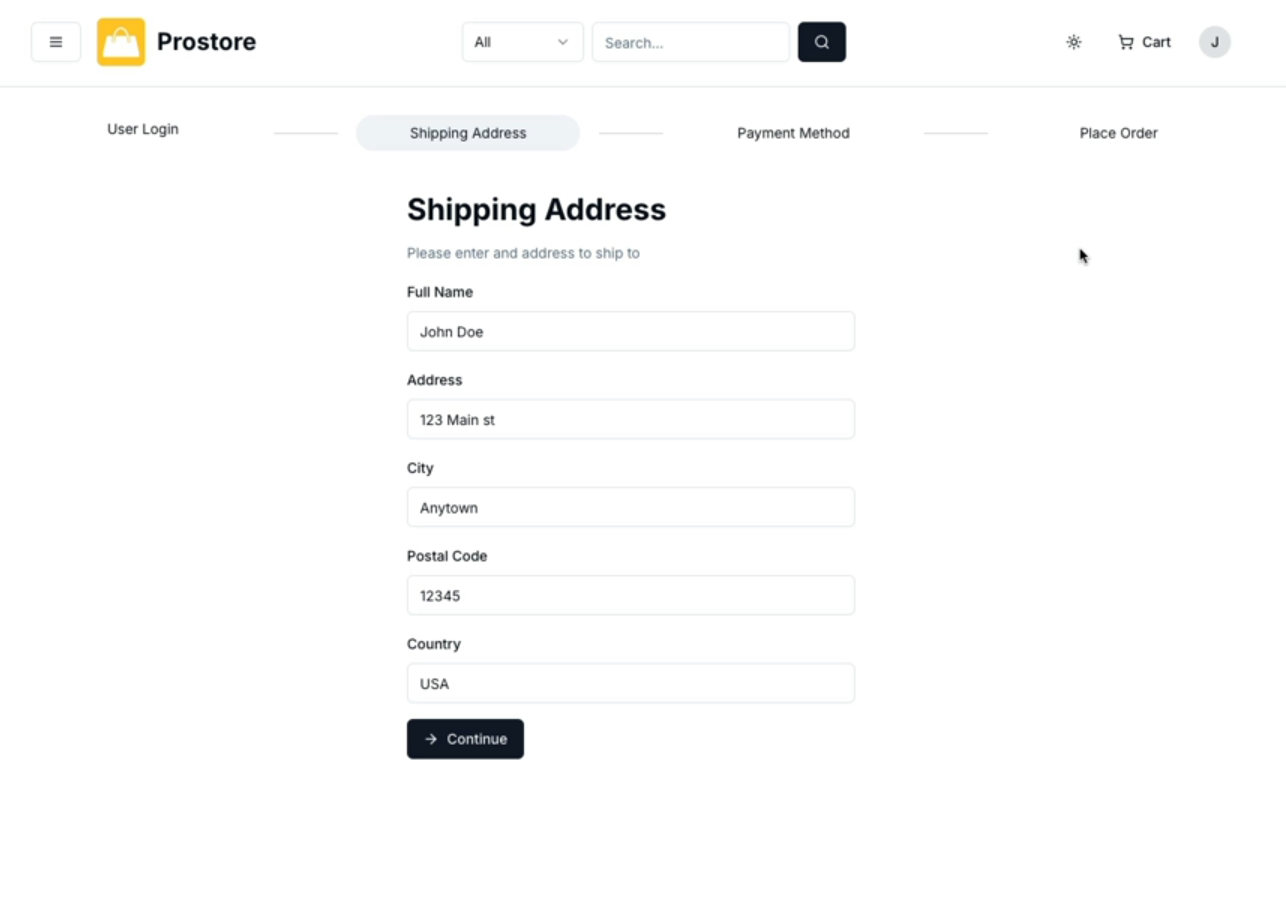 Prostore
All
Search...
Cart
J
User Login
Shipping Address
Payment Method
Place Order
Shipping Address
Please enter and address to ship to
Full Name
John Doe
Address
123 Main st
City
Anytown
Postal Code
12345
Country
USA
Continue